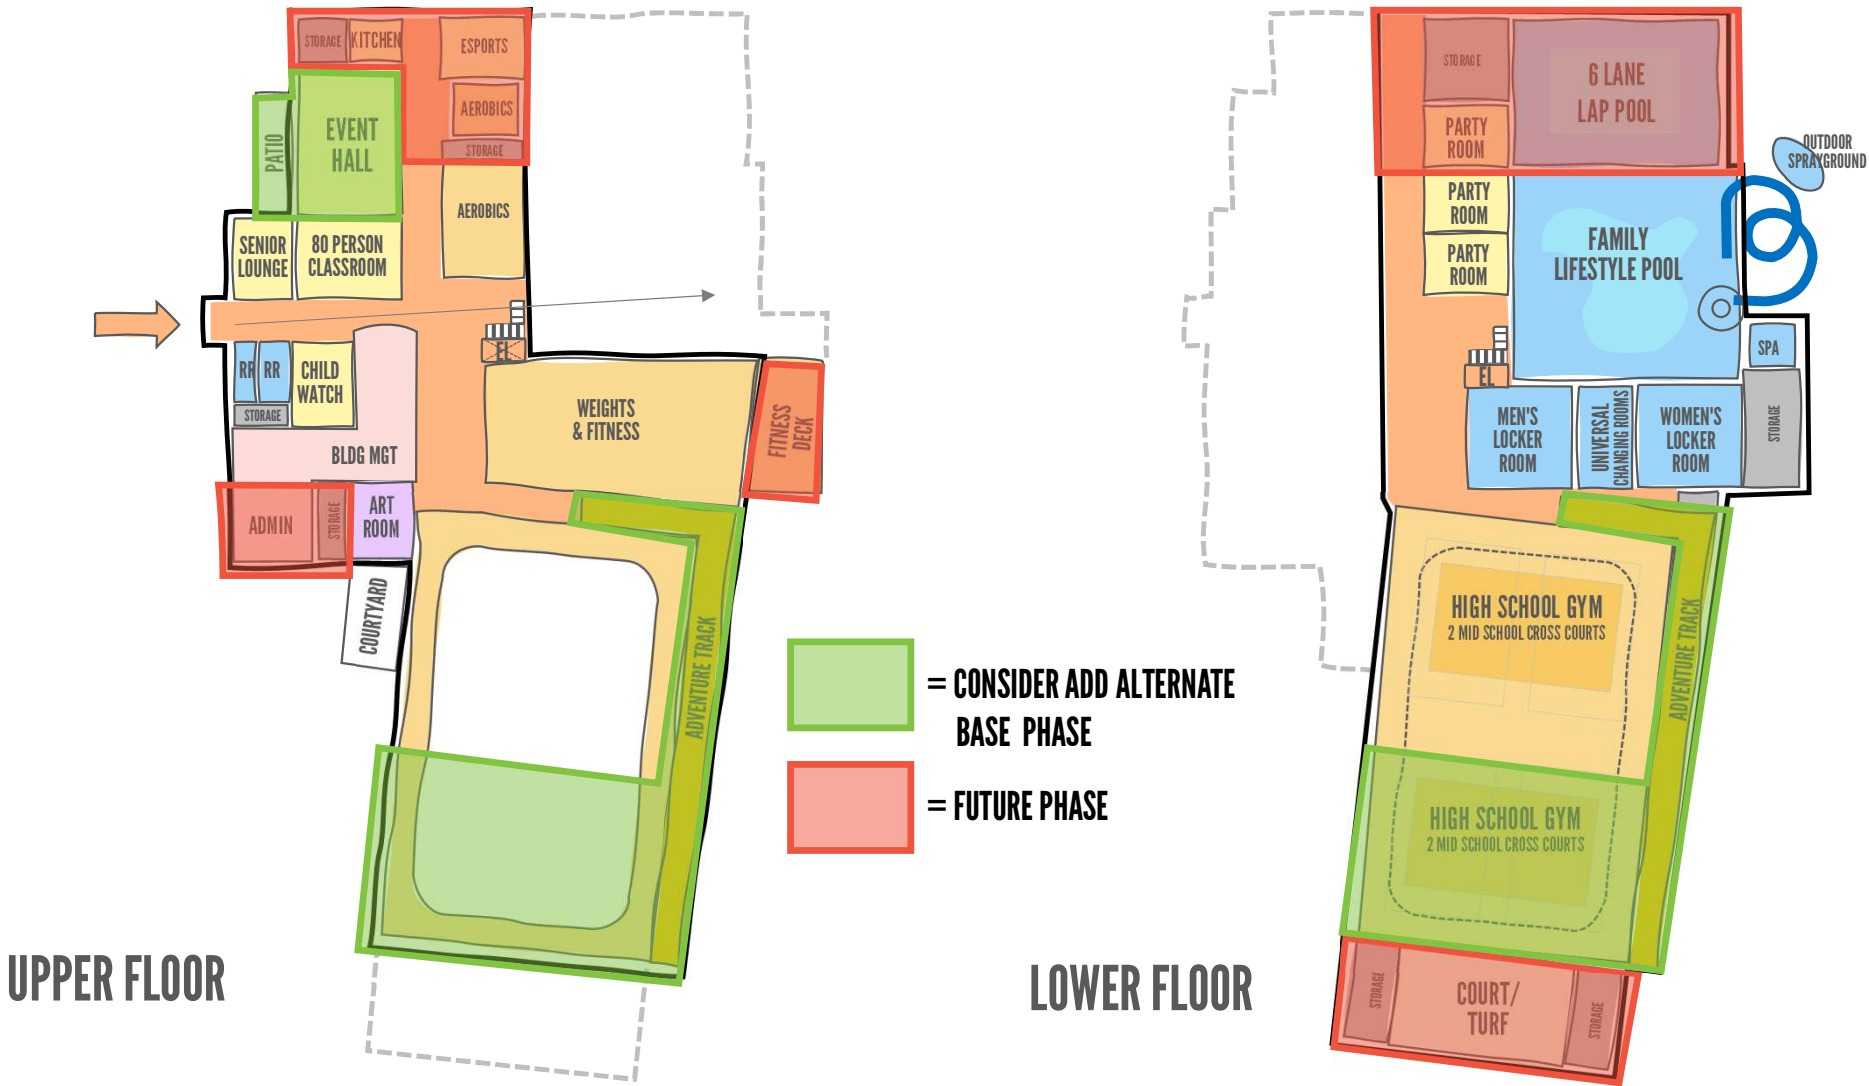 STORAGE
KITCHEN
ESPORTS
AEROBICS
STORAGE
PATIO
EVENT
HALL
AEROBICS
SENIOR
LOUNGE
80 PERSON
CLASSROOM
EL
RR
RR
STORAGE
CHILD
WATCH
BLDG MGT
WEIGHTS
& FITNESS
FITNESS
DECK
ADMIN
STORAGE
ART
ROOM
COURTYARD
ADVENTURE TRACK
UPPER FLOOR
= CONSIDER ADD ALTERNATE
BASE PHASE
= FUTURE PHASE
STORAGE
6 LANE
LAP POOL
PARTY
ROOM
OUTDOOR
SPRAYGROUND
PARTY
ROOM
PARTY
ROOM
FAMILY
LIFESTYLE POOL
EL
SPA
MEN'S
LOCKER
ROOM
UNIVERSAL
CHANGING ROOMS
WOMEN'S
LOCKER
ROOM
STORAGE
HIGH SCHOOL GYM
2 MID SCHOOL CROSS COURTS
ADVENTURE TRACK
HIGH SCHOOL GYM
2 MID SCHOOL CROSS COURTS
STORAGE
COURT/
TURF
STORAGE
LOWER FLOOR